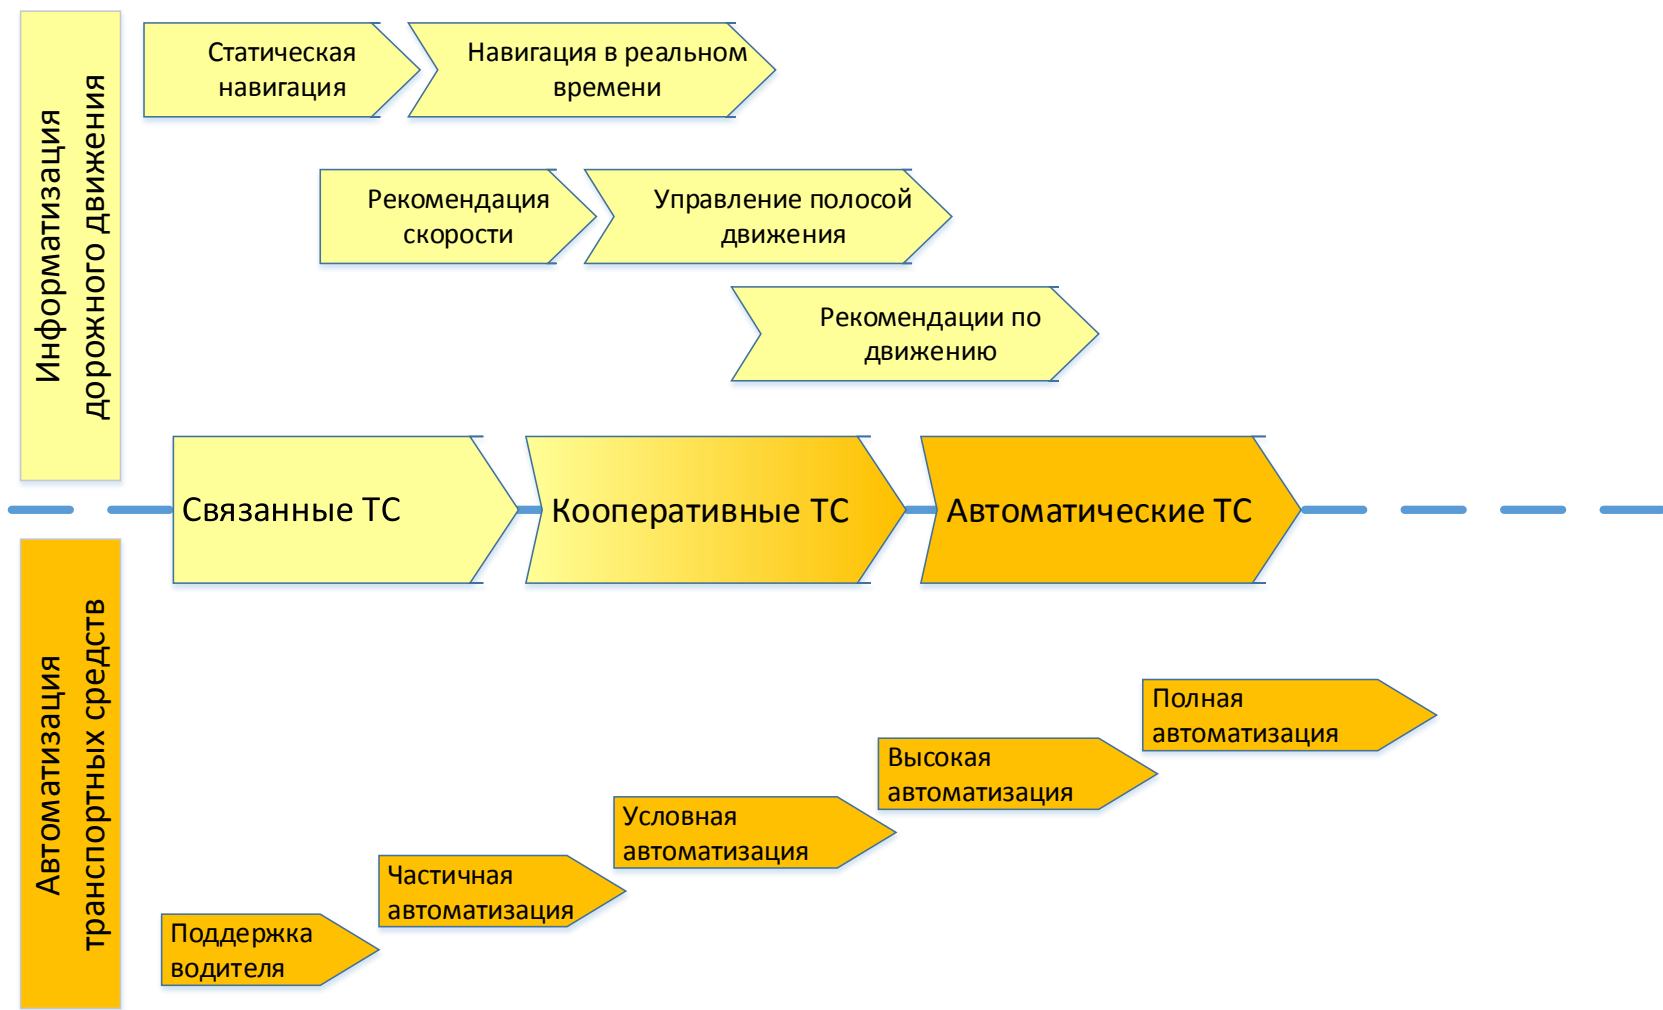 Информатизация
дорожного движения
Статическая
навигация
Навигация в реальном
времени
Рекомендация
скорости
Управление полосой
движения
Рекомендации по
движению
Связанные ТС
Кооперативные ТС
Автоматические ТС
Автоматизация
транспортных средств
Полная
автоматизация
Высокая
автоматизация
Условная
автоматизация
Частичная
автоматизация
Поддержка
водителя